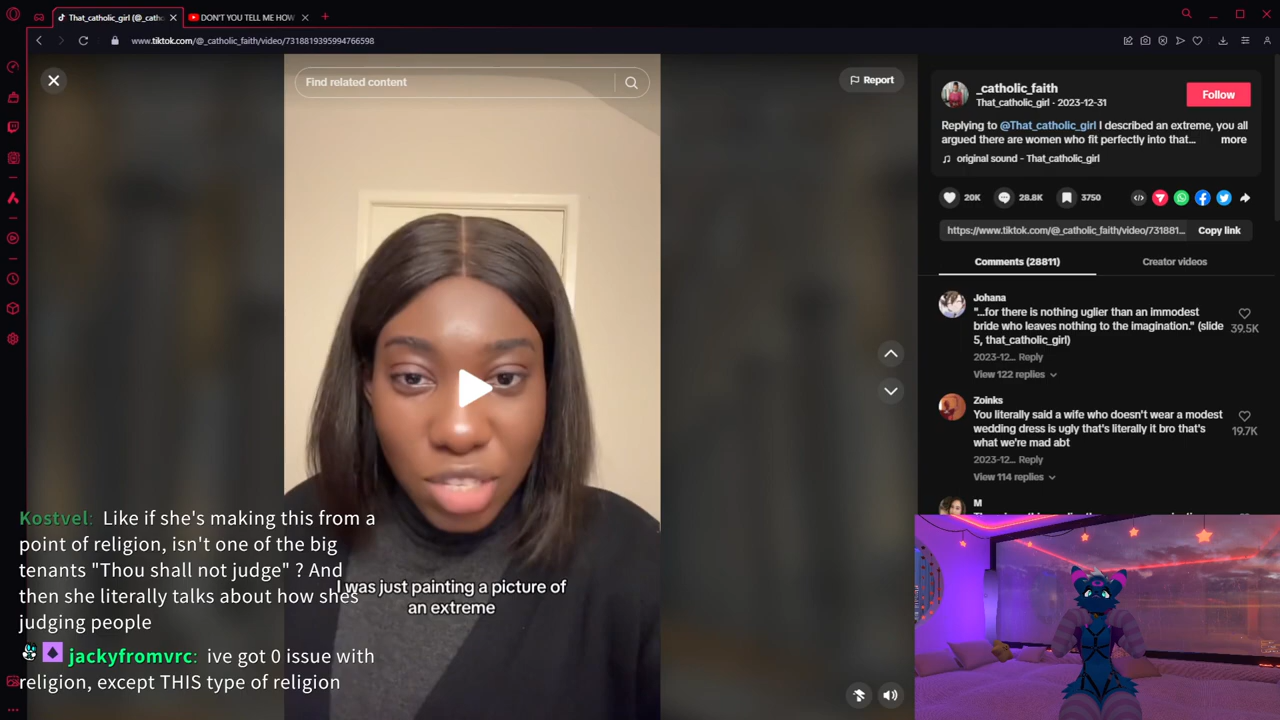 That_catholic_girl (@_catho
DON'T YOU TELL ME HOW
www.tiktok.com/@_catholic_faith/video/7318819395994766598
Find related content
Report
_catholic_faith
That_catholic_girl · 2023-12-31
Follow
Replying to @That_catholic_girl I described an extreme, you all
argued there are women who fit perfectly into that... more
original sound - That_catholic_girl
20K
28.8K
3750
https://www.tiktok.com/@_catholic_faith/video/731881...
Copy link
Comments (28811)
Creator videos
Johana
"...for there is nothing uglier than an immodest
bride who leaves nothing to the imagination." (slide
5, that_catholic_girl)
39.5K
2023-12... Reply
View 122 replies
Zoinks
You literally said a wife who doesn't wear a modest
wedding dress is ugly that's literally it bro that's
what we're mad abt
19.7K
2023-12... Reply
View 114 replies
M
I was just painting a picture of
an extreme
Kostvel: Like if she's making this from a
point of religion, isn't one of the big
tenants "Thou shall not judge" ? And
then she literally talks about how shes
judging people
jackyfromvrc: ive got 0 issue with
religion, except THIS type of religion